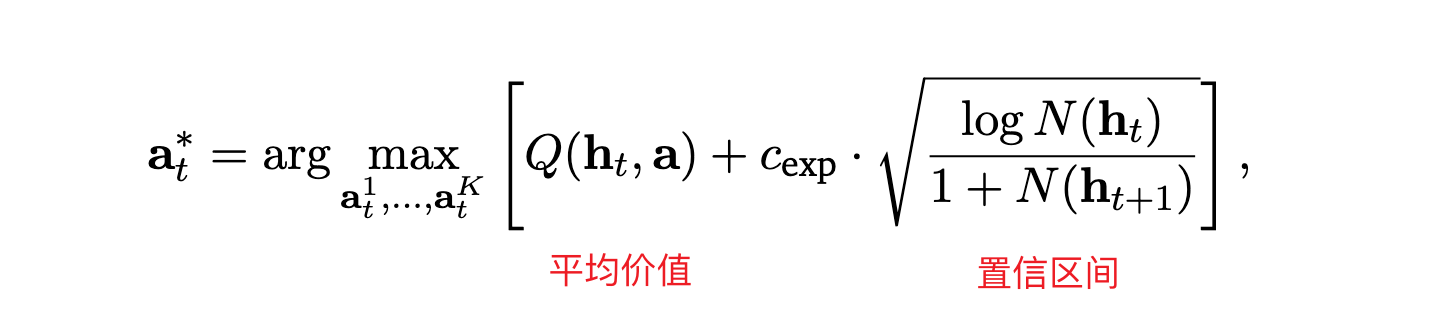 $\mathbf{a}_t^* = \arg\max_{\mathbf{a}_t^1,\ldots,\mathbf{a}_t^K} \left[ Q(\mathbf{h}_t, \mathbf{a}) + c_{\text{exp}} \cdot \sqrt{\frac{\log N(\mathbf{h}_t)}{1 + N(\mathbf{h}_{t+1})}} \right],$
平均价值 置信区间